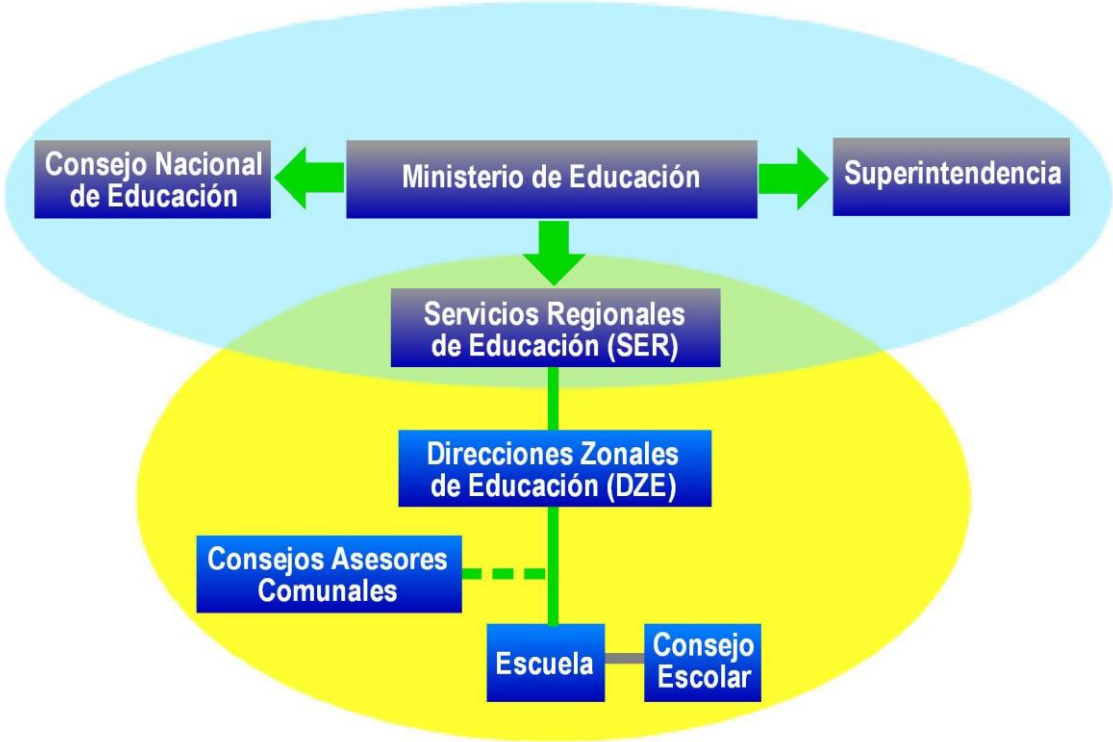 Consejo Nacional
de Educación
Ministerio de Educación
Superintendencia
Servicios Regionales
de Educación (SER)
Direcciones Zonales
de Educación (DZE)
Consejos Asesores
Comunales
Escuela
Consejo
Escolar